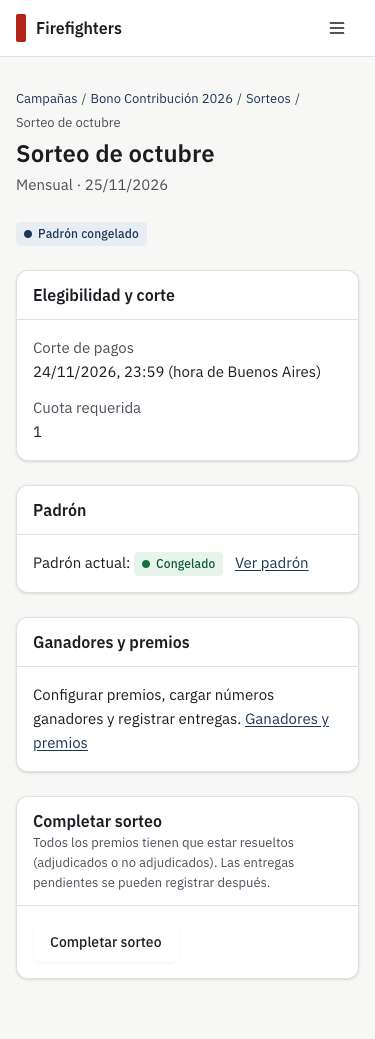 Firefighters
Campañas / Bono Contribución 2026 / Sorteos /
Sorteo de octubre
Sorteo de octubre
Mensual · 25/11/2026
Padrón congelado
Elegibilidad y corte
Corte de pagos
24/11/2026, 23:59 (hora de Buenos Aires)
Cuota requerida
1
Padrón
Padrón actual: Congelado Ver padrón
Ganadores y premios
Configurar premios, cargar números
ganadores y registrar entregas. Ganadores y
premios
Completar sorteo
Todos los premios tienen que estar resueltos
(adjudicados o no adjudicados). Las entregas
pendientes se pueden registrar después.
Completar sorteo